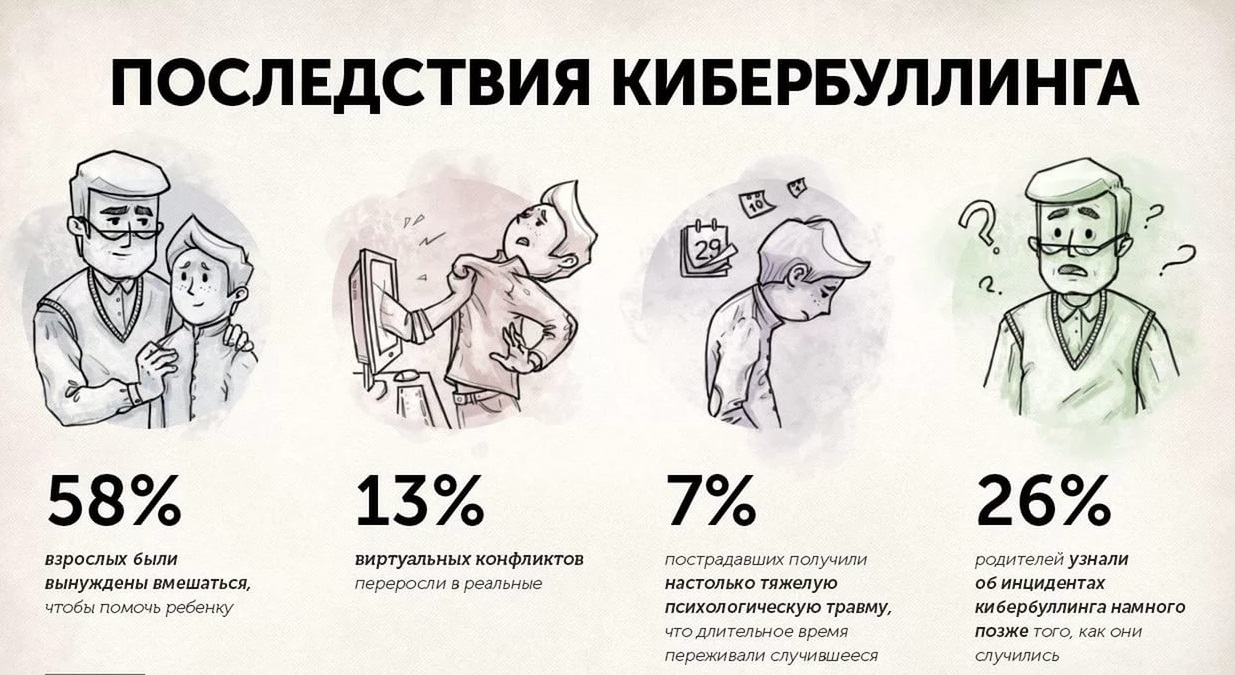 ПОСЛЕДСТВИЯ КИБЕРБУЛЛИНГА
29
10
58%
взрослых были
вынуждены вмешаться,
чтобы помочь ребенку
13%
виртуальных конфликтов
переросли в реальные
7%
пострадавших получили
настолько тяжелую
психологическую травму,
что длительное время
переживали случившееся
26%
родителей узнали
об инцидентах
кибербуллинга намного
позже того, как они
случились